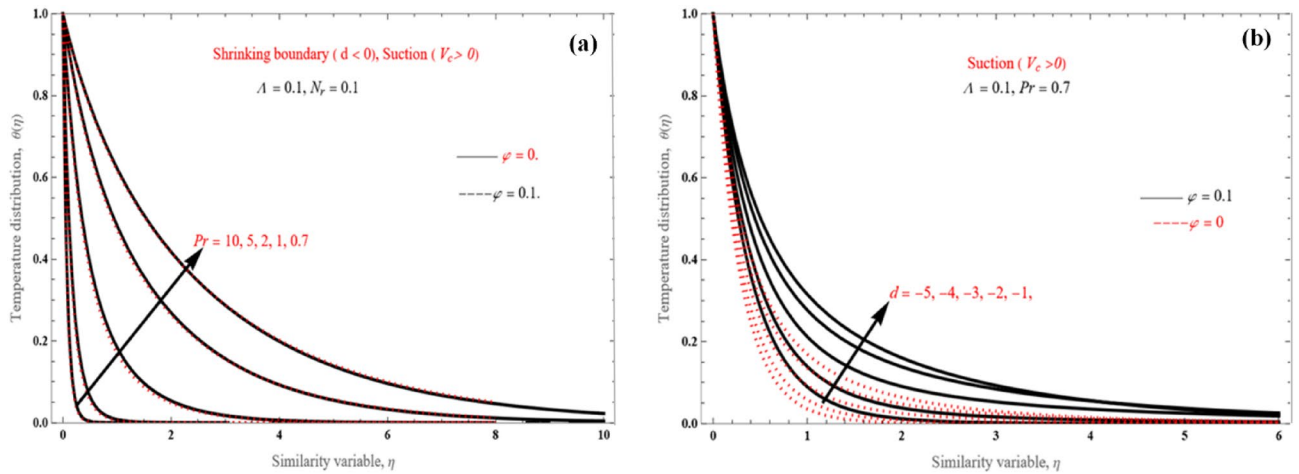 (a)
Shrinking boundary ( d < 0), Suction ( V_c > 0)
Λ = 0.1, N_r = 0.1
φ = 0.
φ = 0.1.
Pr = 10, 5, 2, 1, 0.7
Temperature distribution, θ(η)
1.0
0.8
0.6
0.4
0.2
0.0
0 2 4 6 8 10
Similarity variable, η
(b)
Suction ( V_c >0)
Λ = 0.1, Pr = 0.7
φ = 0.1
φ = 0
d = −5, −4, −3, −2, −1,
Temperature distribution, θ(η)
1.0
0.8
0.6
0.4
0.2
0.0
0 1 2 3 4 5 6
Similarity variable, η